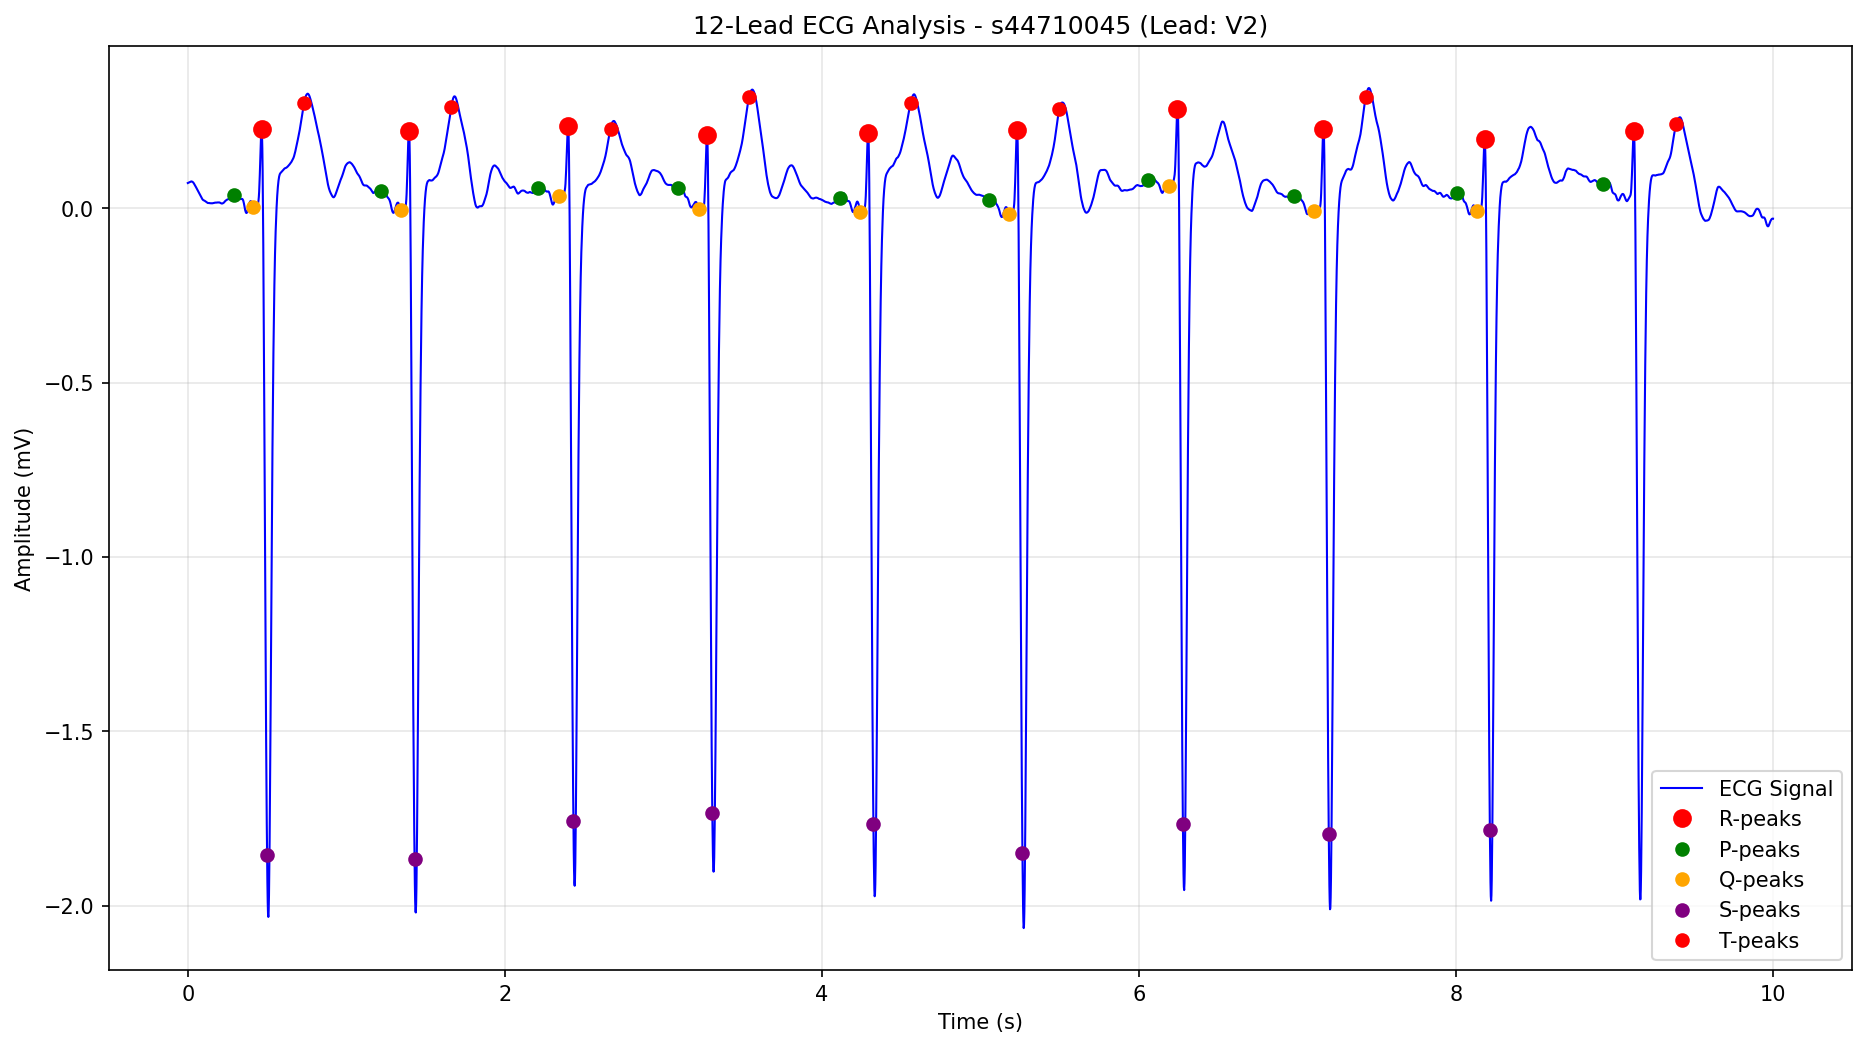 12-Lead ECG Analysis - s44710045 (Lead: V2)
Amplitude (mV)
0.0
−0.5
−1.0
−1.5
−2.0
0 2 4 6 8 10
Time (s)
ECG Signal
R-peaks
P-peaks
Q-peaks
S-peaks
T-peaks